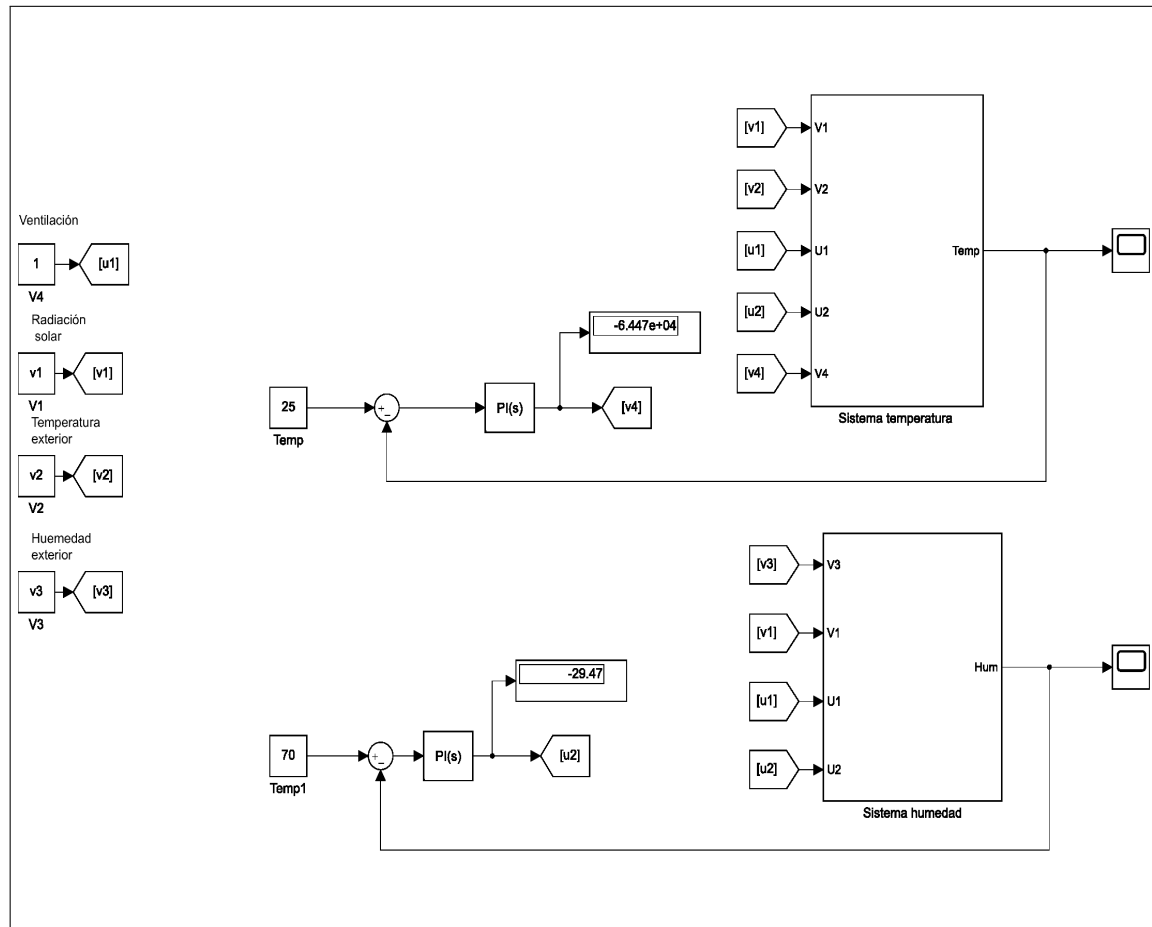 Ventilación
1
[u1]
V4
Radiación
solar
v1
[v1]
V1
Temperatura
exterior
v2
[v2]
V2
Huemedad
exterior
v3
[v3]
V3
25
Temp
+
−
PI(s)
-6.447e+04
[v4]
[v1]
V1
[v2]
V2
[u1]
U1
[u2]
U2
[v4]
V4
Temp
Sistema temperatura
70
Temp1
+
−
PI(s)
-29.47
[u2]
[v3]
V3
[v1]
V1
[u1]
U1
[u2]
U2
Hum
Sistema humedad